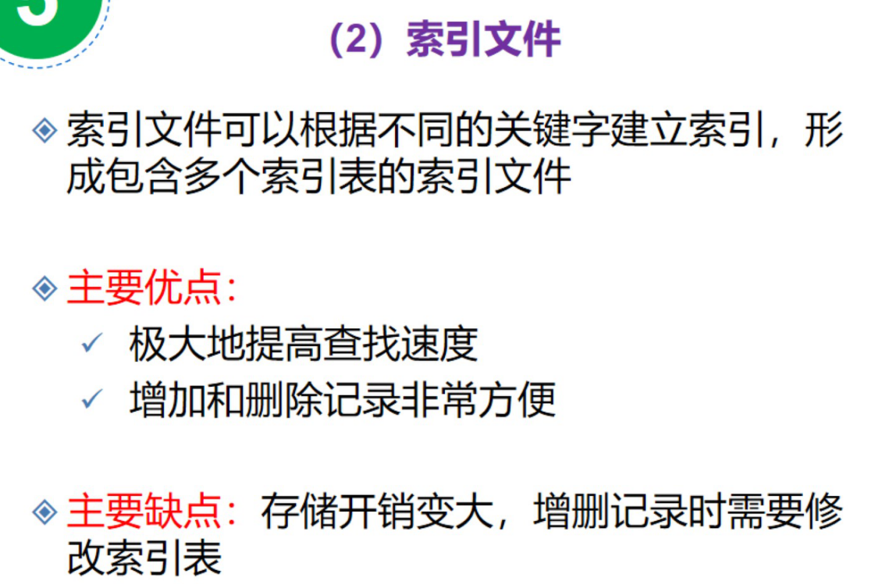 5
（2）索引文件
索引文件可以根据不同的关键字建立索引，形
成包含多个索引表的索引文件
主要优点：
极大地提高查找速度
增加和删除记录非常方便
主要缺点：存储开销变大，增删记录时需要修
改索引表